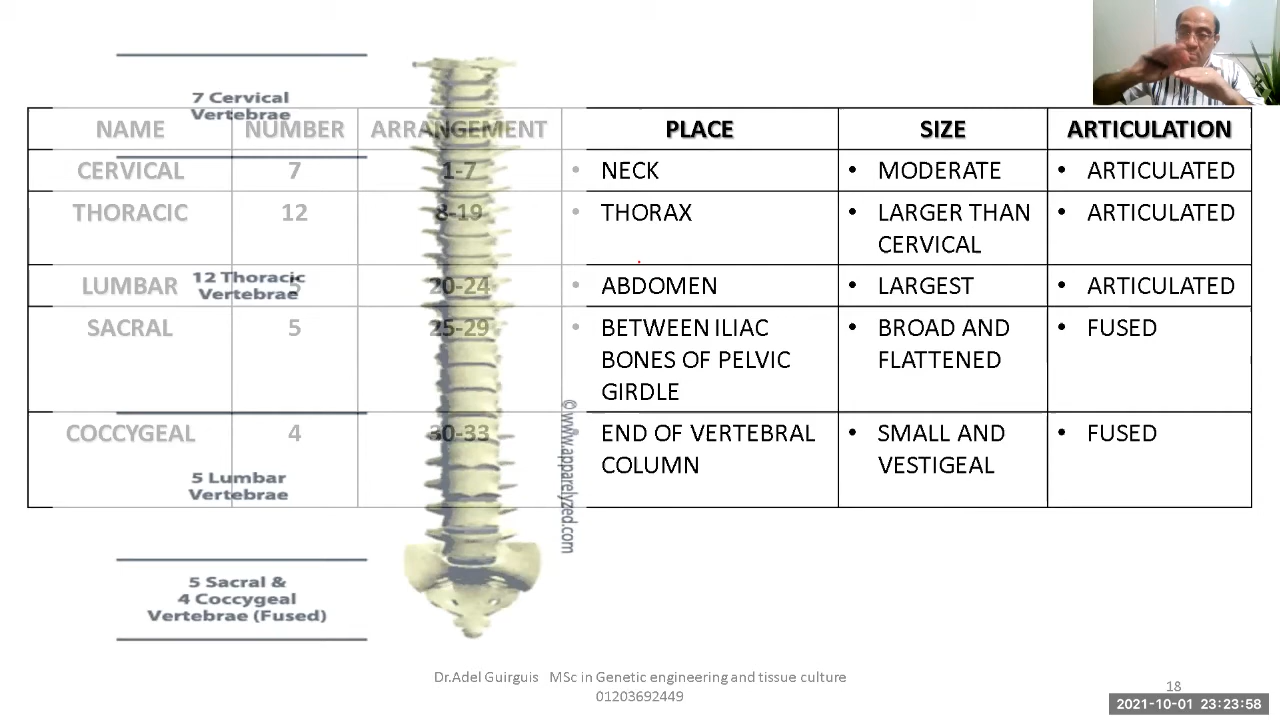 7 Cervical
Vertebrae
NAME NUMBER ARRANGEMENT PLACE SIZE ARTICULATION
CERVICAL 7 1-7 • NECK • MODERATE • ARTICULATED
THORACIC 12 8-19 • THORAX • LARGER THAN • ARTICULATED
CERVICAL
12 Thoracic
Vertebrae
LUMBAR 5 20-24 • ABDOMEN • LARGEST • ARTICULATED
SACRAL 5 25-29 • BETWEEN ILIAC • BROAD AND • FUSED
BONES OF PELVIC FLATTENED
GIRDLE
COCCYGEAL 4 30-33 END OF VERTEBRAL • SMALL AND • FUSED
COLUMN VESTIGEAL
5 Lumbar
Vertebrae
© www.apparelyzed.com
5 Sacral &
4 Coccygeal
Vertebrae (Fused)
Dr.Adel Guirguis MSc in Genetic engineering and tissue culture
01203692449
18
2021-10-01 23:23:58